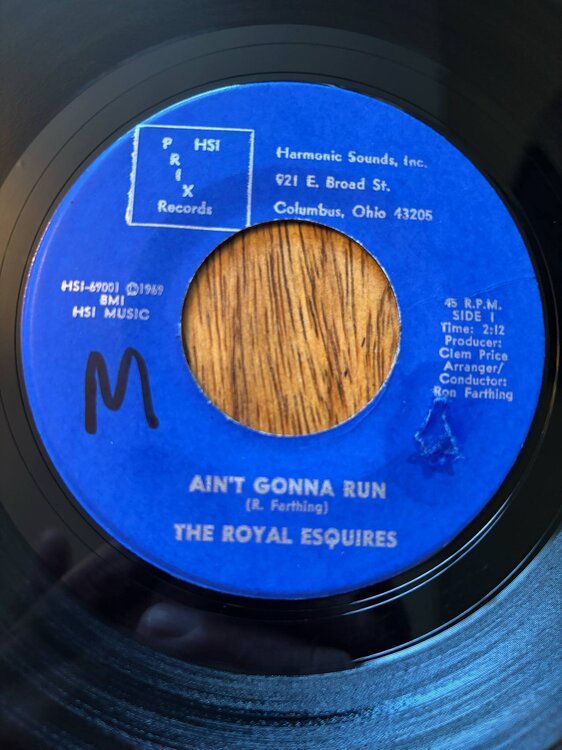 PRIX HSI
Records
Harmonic Sounds, Inc.
921 E. Broad St.
Columbus, Ohio 43205
HSI-69001 ©1969
BMI
HSI MUSIC
45 R.P.M.
SIDE 1
Time: 2:12
Producer:
Clem Price
Arranger/
Conductor:
Ron Farthing
M
AIN'T GONNA RUN
(R. Farthing)
THE ROYAL ESQUIRES